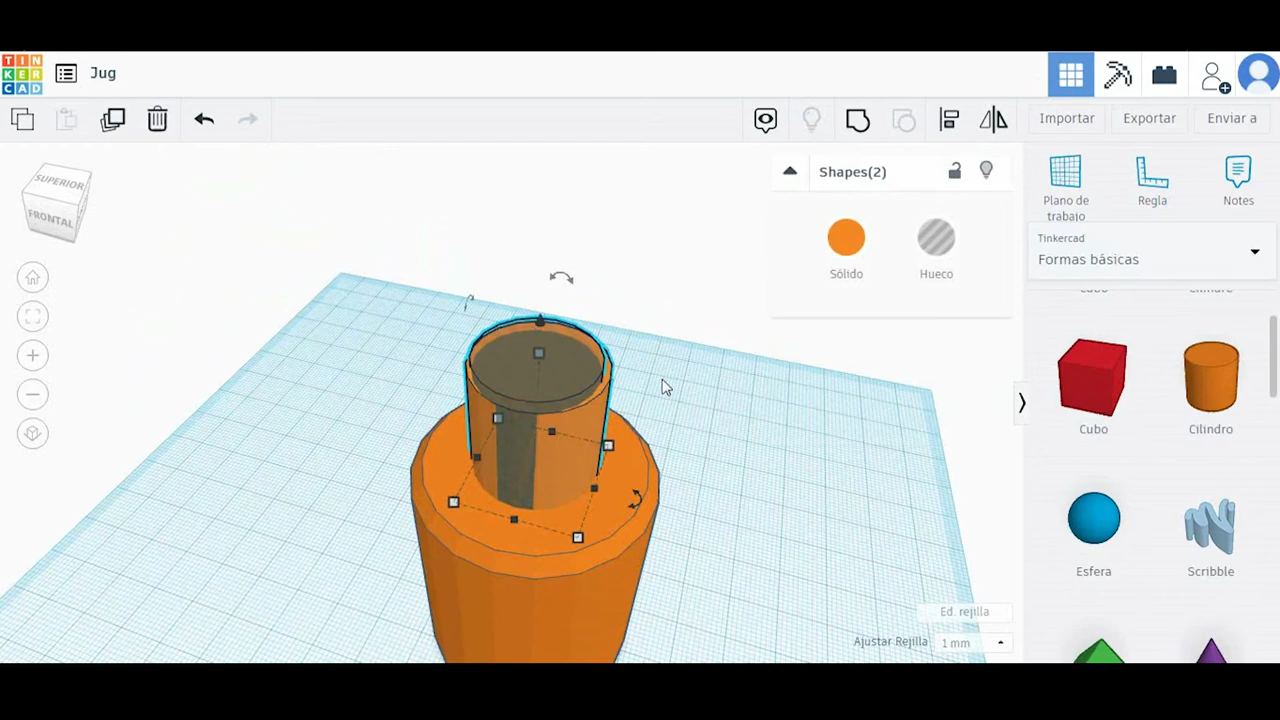 TIN
KER
CAD
Jug
Importar
Exportar
Enviar a
SUPERIOR
FRONTAL
Shapes(2)
Sólido
Hueco
Plano de
trabajo
Regla
Notes
Tinkercad
Formas básicas
Cubo
Cilindro
Esfera
Scribble
Ed. rejilla
Ajustar Rejilla
1 mm